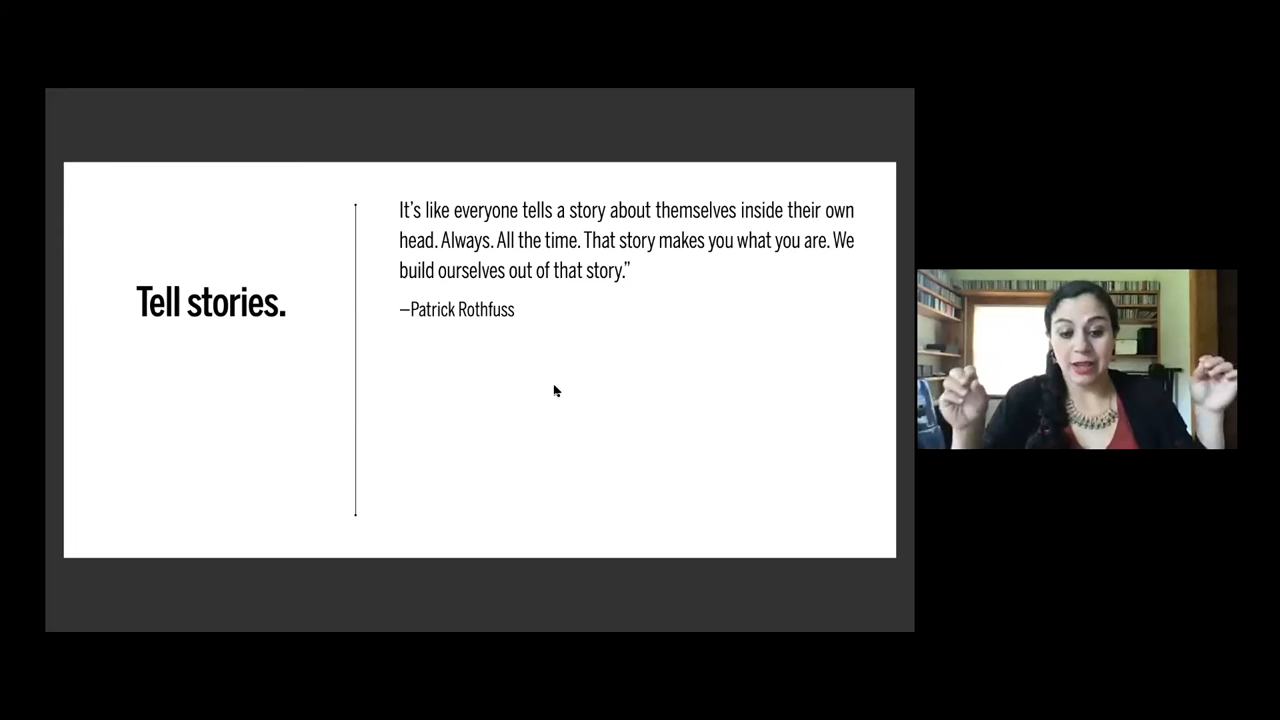 Tell stories.
It's like everyone tells a story about themselves inside their own
head. Always. All the time. That story makes you what you are. We
build ourselves out of that story.”
—Patrick Rothfuss